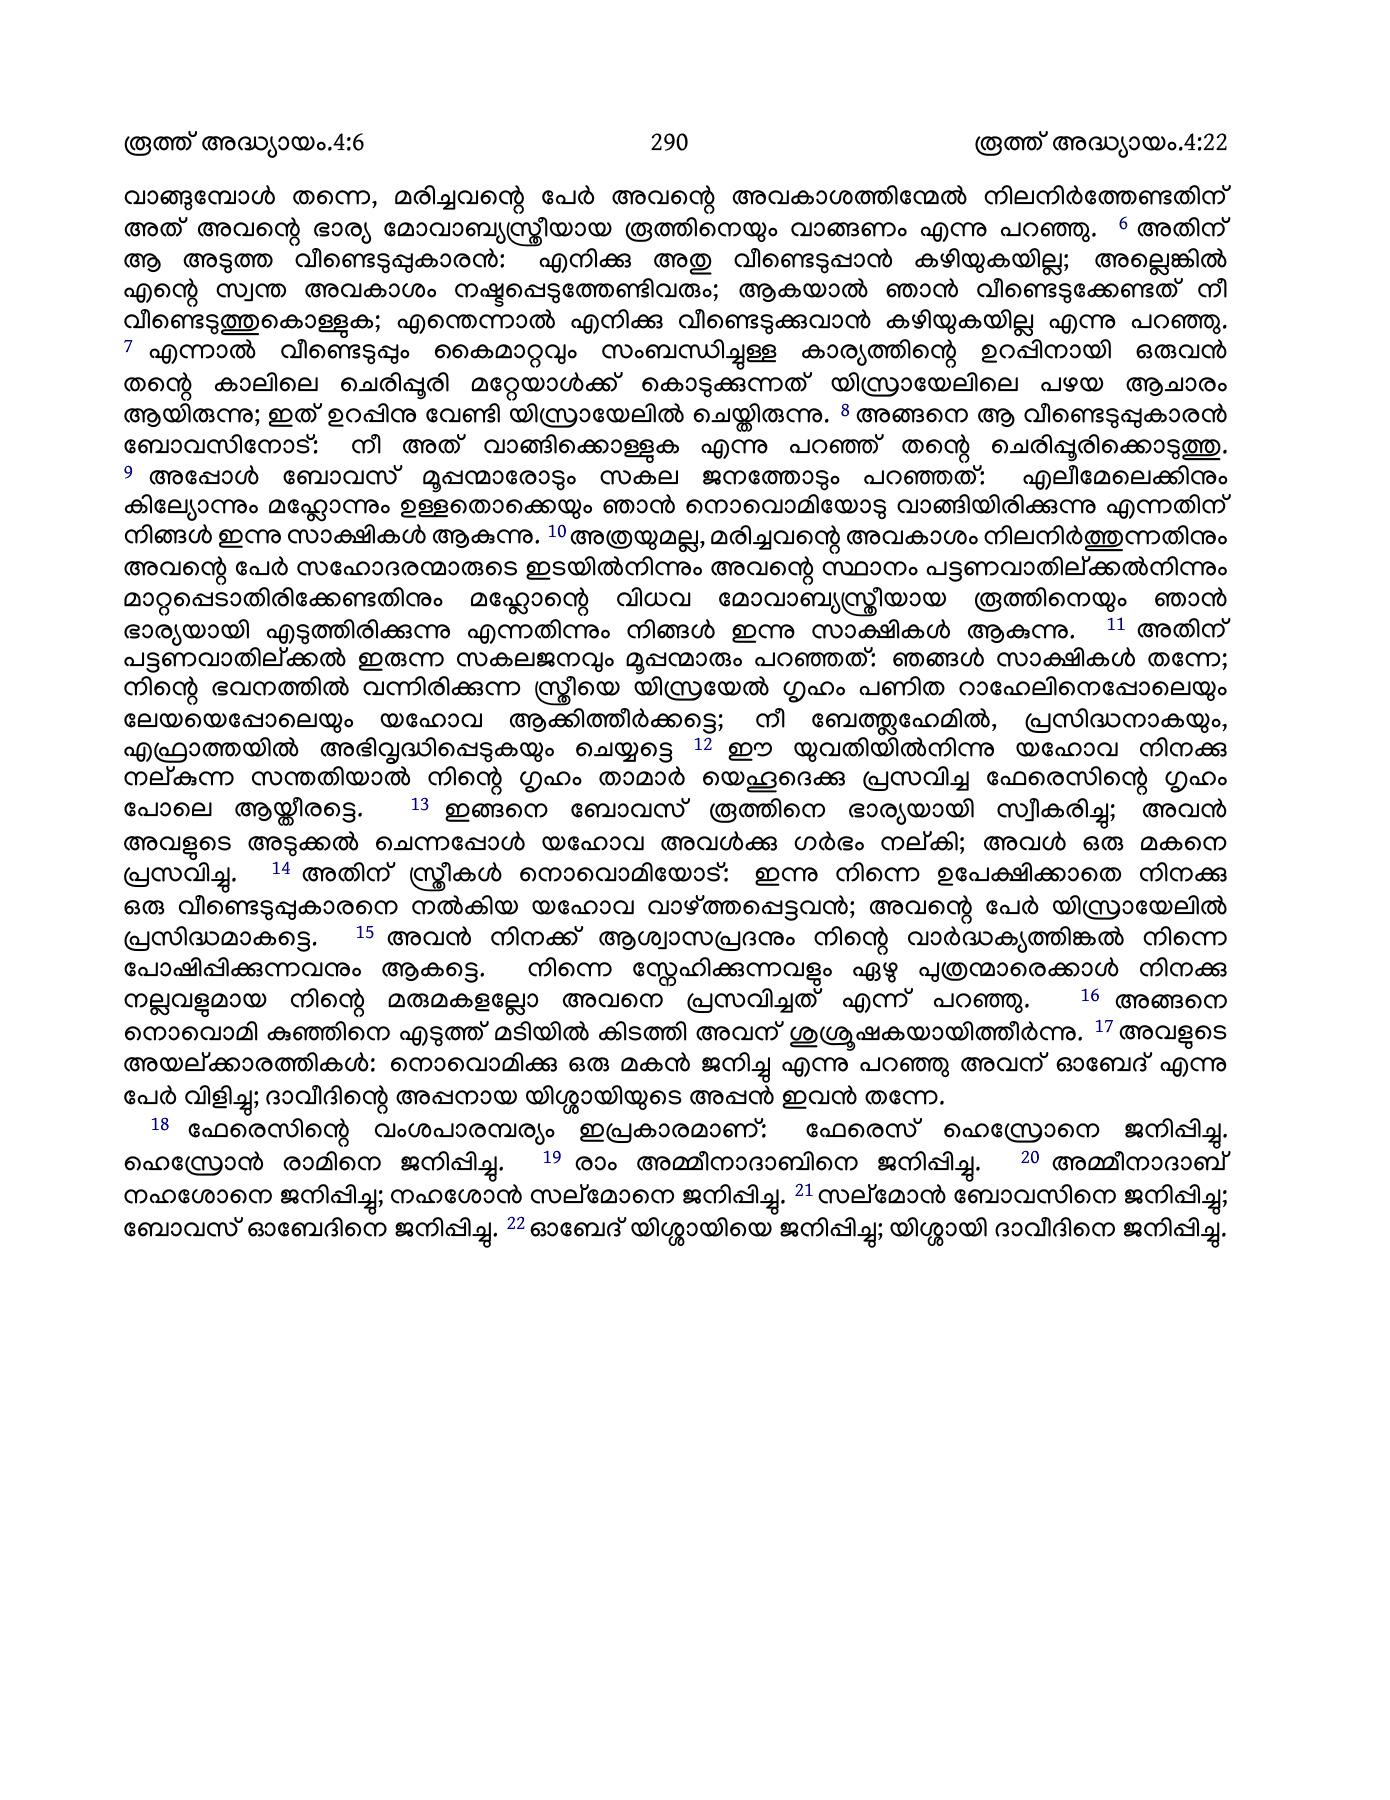 രൂത്ത് അദ്ധ്യായം.4:6 290 രൂത്ത് അദ്ധ്യായം.4:22
വാങ്ങുമ്പോൾ തന്നെ, മരിച്ചവന്റെ പേർ അവന്റെ അവകാശത്തിന്മേൽ നിലനിർത്തേണ്ടതിന്
അത് അവന്റെ ഭാര്യ മോവാബ്യസ്ത്രീയായ രൂത്തിനെയും വാങ്ങണം എന്നു പറഞ്ഞു. 6 അതിന്
ആ അടുത്ത വീണ്ടെടുപ്പുകാരൻ: എനിക്കു അതു വീണ്ടെടുപ്പാൻ കഴിയുകയില്ല; അല്ലെങ്കിൽ
എന്റെ സ്വന്ത അവകാശം നഷ്ടപ്പെടുത്തേണ്ടിവരും; ആകയാൽ ഞാൻ വീണ്ടെടുക്കേണ്ടത് നീ
വീണ്ടെടുത്തുകൊള്ളുക; എന്തെന്നാൽ എനിക്കു വീണ്ടെടുക്കുവാൻ കഴിയുകയില്ല എന്നു പറഞ്ഞു.
7 എന്നാൽ വീണ്ടെടുപ്പും കൈമാറ്റവും സംബന്ധിച്ചുള്ള കാര്യത്തിന്റെ ഉറപ്പിനായി ഒരുവൻ
തന്റെ കാലിലെ ചെരിപ്പൂരി മറ്റേയാൾക്ക് കൊടുക്കുന്നത് യിസ്രായേലിലെ പഴയ ആചാരം
ആയിരുന്നു; ഇത് ഉറപ്പിനു വേണ്ടി യിസ്രായേലിൽ ചെയ്തിരുന്നു. 8 അങ്ങനെ ആ വീണ്ടെടുപ്പുകാരൻ
ബോവസിനോട്: നീ അത് വാങ്ങിക്കൊള്ളുക എന്നു പറഞ്ഞ് തന്റെ ചെരിപ്പൂരിക്കൊടുത്തു.
9 അപ്പോൾ ബോവസ് മൂപ്പന്മാരോടും സകല ജനത്തോടും പറഞ്ഞത്: എലീമേലെക്കിനും
കില്യോന്നും മഹ്ലോന്നും ഉള്ളതൊക്കെയും ഞാൻ നൊവൊമിയോടു വാങ്ങിയിരിക്കുന്നു എന്നതിന്
നിങ്ങൾ ഇന്നു സാക്ഷികൾ ആകുന്നു. 10 അത്രയുമല്ല, മരിച്ചവന്റെ അവകാശം നിലനിർത്തുന്നതിനും
അവന്റെ പേർ സഹോദരന്മാരുടെ ഇടയിൽനിന്നും അവന്റെ സ്ഥാനം പട്ടണവാതില്ക്കൽനിന്നും
മാറ്റപ്പെടാതിരിക്കേണ്ടതിനും മഹ്ലോന്റെ വിധവ മോവാബ്യസ്ത്രീയായ രൂത്തിനെയും ഞാൻ
ഭാര്യയായി എടുത്തിരിക്കുന്നു എന്നതിന്നും നിങ്ങൾ ഇന്നു സാക്ഷികൾ ആകുന്നു. 11 അതിന്
പട്ടണവാതില്ക്കൽ ഇരുന്ന സകലജനവും മൂപ്പന്മാരും പറഞ്ഞത്: ഞങ്ങൾ സാക്ഷികൾ തന്നേ;
നിന്റെ ഭവനത്തിൽ വന്നിരിക്കുന്ന സ്ത്രീയെ യിസ്രയേൽ ഗൃഹം പണിത റാഹേലിനെപ്പോലെയും
ലേയയെപ്പോലെയും യഹോവ ആക്കിത്തീർക്കട്ടെ; നീ ബേത്ത്ലഹേമിൽ, പ്രസിദ്ധനാകയും,
എഫ്രാത്തയിൽ അഭിവൃദ്ധിപ്പെടുകയും ചെയ്യട്ടെ 12 ഈ യുവതിയിൽനിന്നു യഹോവ നിനക്കു
നല്കുന്ന സന്തതിയാൽ നിന്റെ ഗൃഹം താമാർ യെഹൂദെക്കു പ്രസവിച്ച ഫേരെസിന്റെ ഗൃഹം
പോലെ ആയ്തീരട്ടെ. 13 ഇങ്ങനെ ബോവസ് രൂത്തിനെ ഭാര്യയായി സ്വീകരിച്ചു; അവൻ
അവളുടെ അടുക്കൽ ചെന്നപ്പോൾ യഹോവ അവൾക്കു ഗർഭം നല്കി; അവൾ ഒരു മകനെ
പ്രസവിച്ചു. 14 അതിന് സ്ത്രീകൾ നൊവൊമിയോട്: ഇന്നു നിന്നെ ഉപേക്ഷിക്കാതെ നിനക്കു
ഒരു വീണ്ടെടുപ്പുകാരനെ നൽകിയ യഹോവ വാഴ്ത്തപ്പെട്ടവൻ; അവന്റെ പേർ യിസ്രായേലിൽ
പ്രസിദ്ധമാകട്ടെ. 15 അവൻ നിനക്ക് ആശ്വാസപ്രദനും നിന്റെ വാർദ്ധക്യത്തിങ്കൽ നിന്നെ
പോഷിപ്പിക്കുന്നവനും ആകട്ടെ. നിന്നെ സ്നേഹിക്കുന്നവളും ഏഴു പുത്രന്മാരെക്കാൾ നിനക്കു
നല്ലവളുമായ നിന്റെ മരുമകളല്ലോ അവനെ പ്രസവിച്ചത് എന്ന് പറഞ്ഞു. 16 അങ്ങനെ
നൊവൊമി കുഞ്ഞിനെ എടുത്ത് മടിയിൽ കിടത്തി അവന് ശുശ്രൂഷകയായിത്തീർന്നു. 17 അവളുടെ
അയല്ക്കാരത്തികൾ: നൊവൊമിക്കു ഒരു മകൻ ജനിച്ചു എന്നു പറഞ്ഞു അവന് ഓബേദ് എന്നു
പേർ വിളിച്ചു; ദാവീദിന്റെ അപ്പനായ യിശ്ശായിയുടെ അപ്പൻ ഇവൻ തന്നേ.
18 ഫേരെസിന്റെ വംശപാരമ്പര്യം ഇപ്രകാരമാണ്: ഫേരെസ് ഹെസ്രോനെ ജനിപ്പിച്ചു.
ഹെസ്രോൻ രാമിനെ ജനിപ്പിച്ചു. 19 രാം അമ്മീനാദാബിനെ ജനിപ്പിച്ചു. 20 അമ്മീനാദാബ്
നഹശോനെ ജനിപ്പിച്ചു; നഹശോൻ സല്മോനെ ജനിപ്പിച്ചു. 21 സല്മോൻ ബോവസിനെ ജനിപ്പിച്ചു;
ബോവസ് ഓബേദിനെ ജനിപ്പിച്ചു. 22 ഓബേദ് യിശ്ശായിയെ ജനിപ്പിച്ചു; യിശ്ശായി ദാവീദിനെ ജനിപ്പിച്ചു.